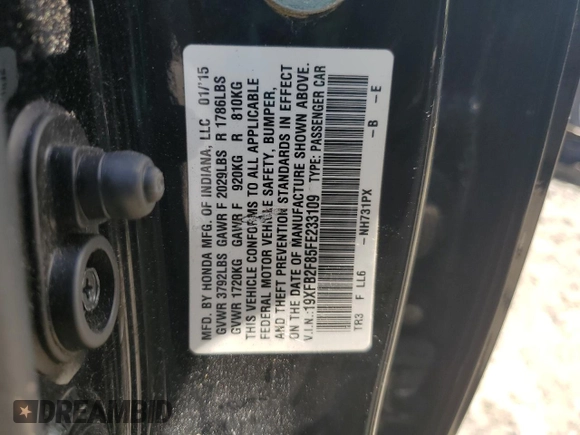 MFD. BY HONDA MFG. OF INDIANA, LLC 01/15
GVWR 3792LBS GAWR F 2029LBS R 1786LBS
GVWR 1720KG GAWR F 920KG R 810KG
THIS VEHICLE CONFORMS TO ALL APPLICABLE
FEDERAL MOTOR VEHICLE SAFETY, BUMPER,
AND THEFT PREVENTION STANDARDS IN EFFECT
ON THE DATE OF MANUFACTURE SHOWN ABOVE.
V.I.N.:19XFB2F85FE233109 TYPE: PASSENGER CAR
TR3 F LL6 -NH731PX -B -E
DREAMBID